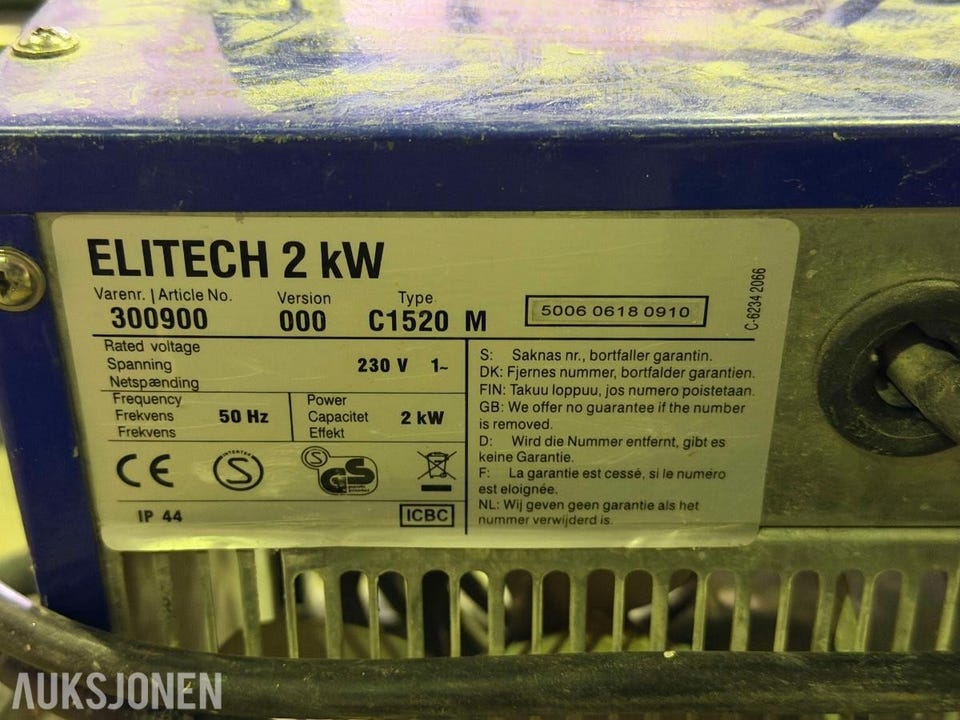 ELITECH 2 kW
Varenr. | Article No. Version Type
300900 000 C1520 M
5006 0618 0910
C-6234 2066
Rated voltage
Spanning 230 V 1~
Netspænding
Frequency
Frekvens 50 Hz
Frekvens
Power
Capacitet 2 kW
Effekt
CE
INTERTEK
S
S
GS
IP 44
ICBC
S: Saknas nr., bortfaller garantin.
DK: Fjernes nummer, bortfalder garantien.
FIN: Takuu loppuu, jos numero poistetaan.
GB: We offer no guarantee if the number
is removed.
D: Wird die Nummer entfernt, gibt es
keine Garantie.
F: La garantie est cessé, si le numéro
est eloignée.
NL: Wij geven geen garantie als het
nummer verwijderd is.
AUKSJONEN